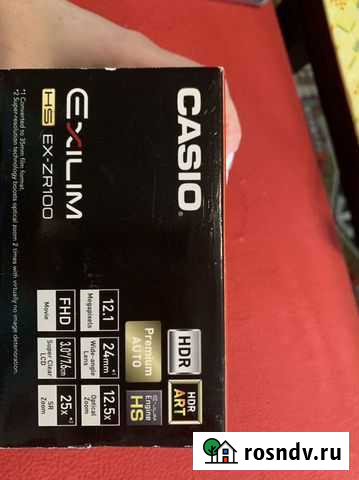 CASIO®
EXILIM
HS EX-ZR100
*1 Converted to 35mm film format.
*2 Super-resolution technology boosts optical zoom 2 times with virtually no image deterioration.
HDR
HDR ART
Premium AUTO
EXILIM Engine HS
12.1 Megapixels
24mm*1 Wide-angle Lens
12.5x Optical Zoom
FHD Movie
3.0"/7.6cm Super Clear LCD
25x*2 SR Zoom
rosndv.ru